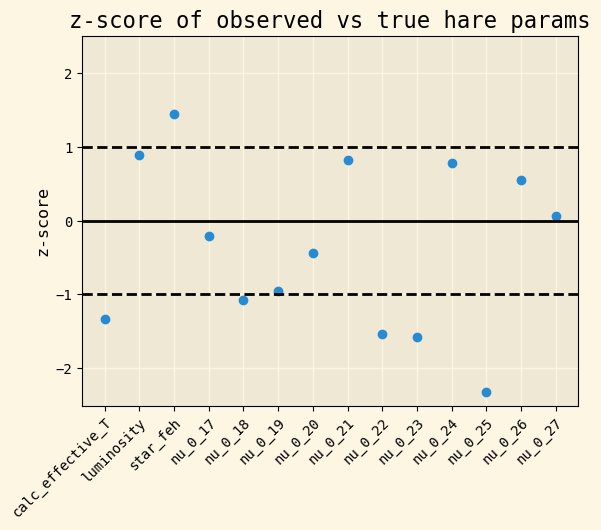 z-score of observed vs true hare params
z-score
2
1
0
−1
−2
calc_effective_T
luminosity
star_feh
nu_0_17
nu_0_18
nu_0_19
nu_0_20
nu_0_21
nu_0_22
nu_0_23
nu_0_24
nu_0_25
nu_0_26
nu_0_27